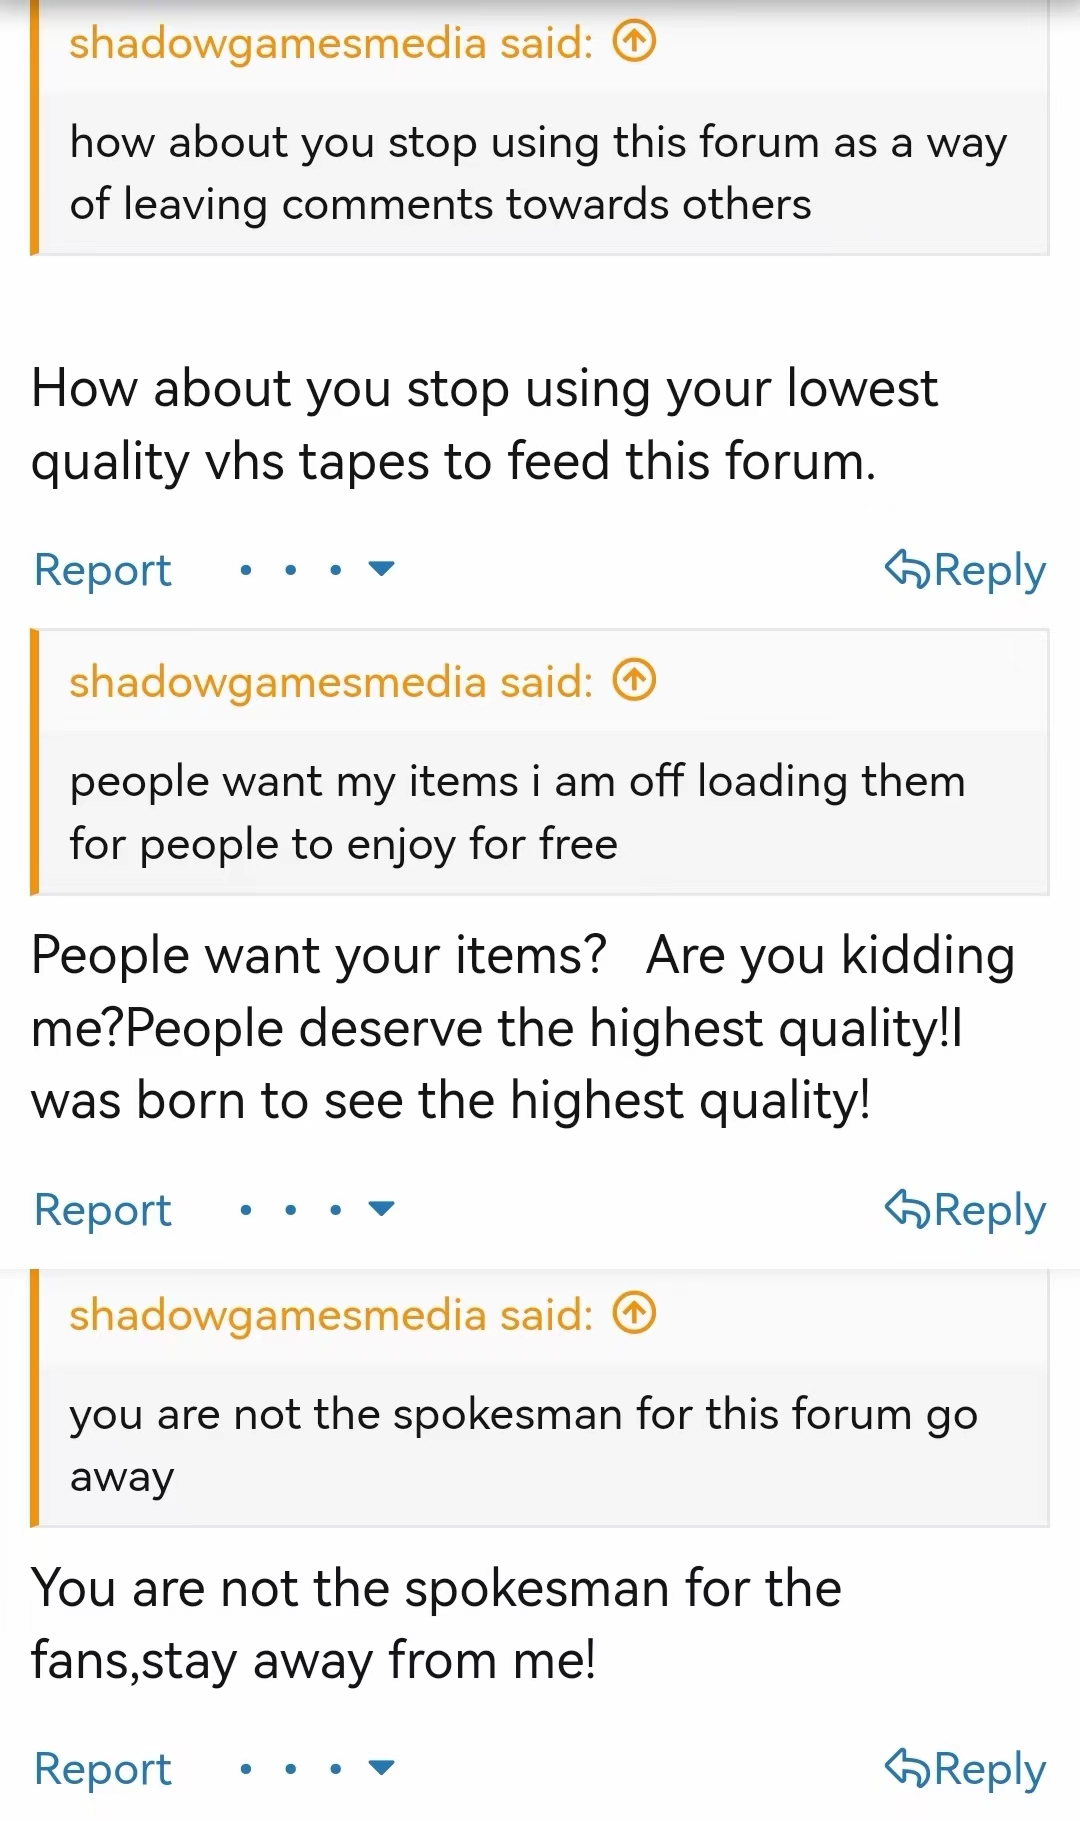 shadowgamesmedia said:
how about you stop using this forum as a way
of leaving comments towards others
How about you stop using your lowest
quality vhs tapes to feed this forum.
Report
Reply
shadowgamesmedia said:
people want my items i am off loading them
for people to enjoy for free
People want your items?   Are you kidding
me?People deserve the highest quality!I
was born to see the highest quality!
Report
Reply
shadowgamesmedia said:
you are not the spokesman for this forum go
away
You are not the spokesman for the
fans,stay away from me!
Report
Reply